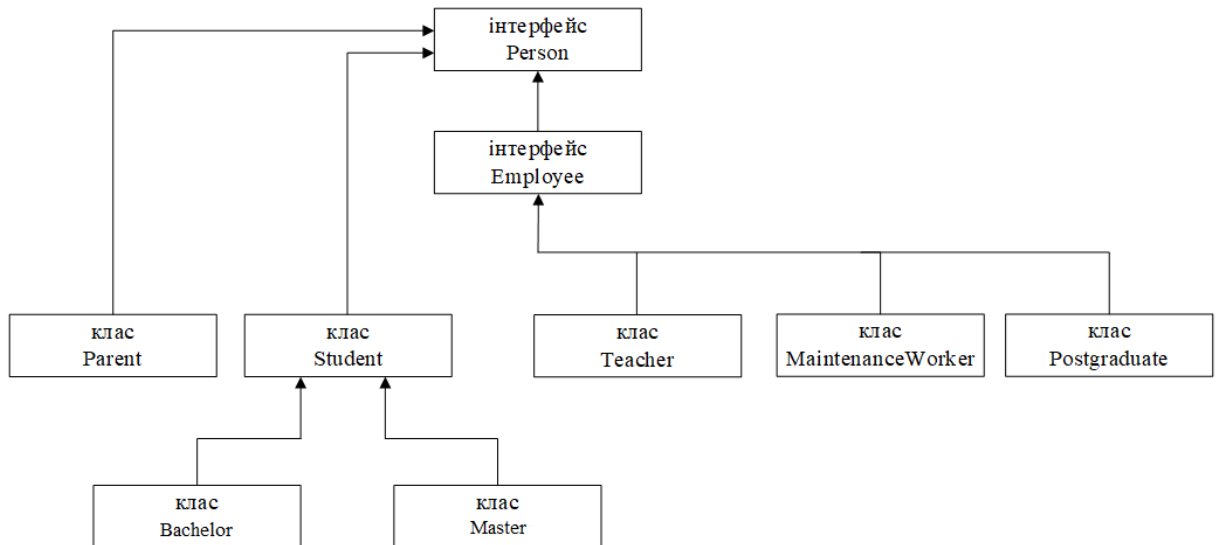 інтерфейс
Person
інтерфейс
Employee
клас
Parent
клас
Student
клас
Teacher
клас
MaintenanceWorker
клас
Postgraduate
клас
Bachelor
клас
Master